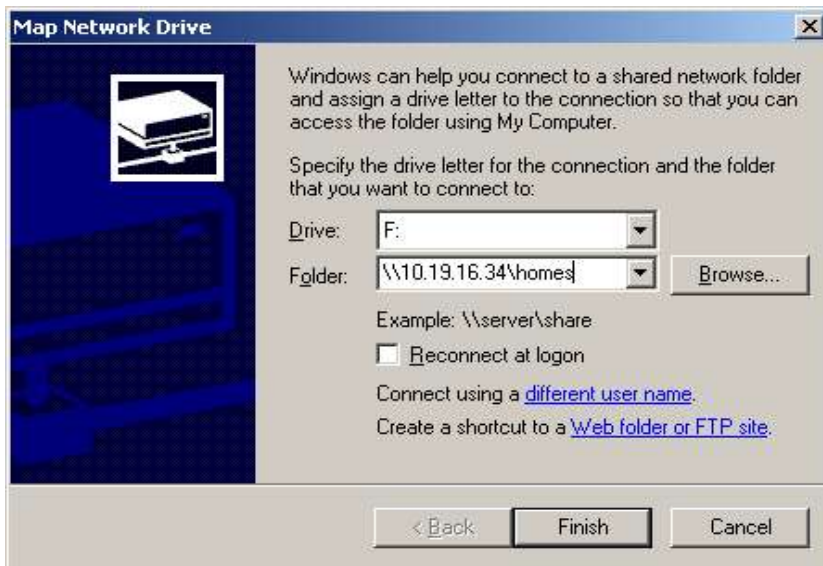 Map Network Drive
Windows can help you connect to a shared network folder
and assign a drive letter to the connection so that you can
access the folder using My Computer.
Specify the drive letter for the connection and the folder
that you want to connect to:
Drive: F:
Folder: \\10.19.16.34\homes Browse...
Example: \\server\share
Reconnect at logon
Connect using a different user name.
Create a shortcut to a Web folder or FTP site.
< Back Finish Cancel